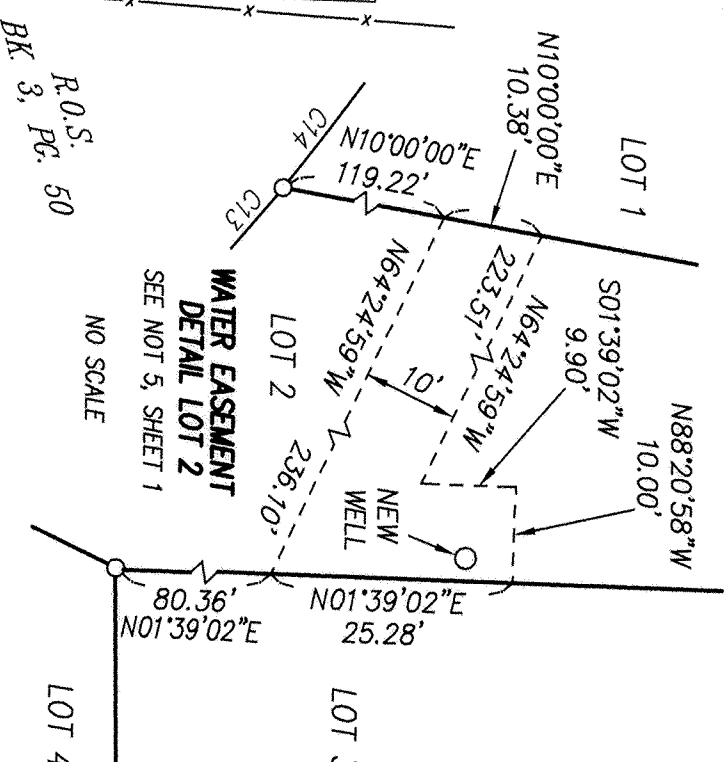 R.O.S.
BK. 3, PG. 50
C14
C13
N10°00'00"E
119.22'
N10°00'00"E
10.38'
LOT 1
N64°24'59"W
236.10'
223.51'
N64°24'59"W
10'
S01°39'02"W
9.90'
N88°20'58"W
10.00'
LOT 2
WATER EASEMENT
DETAIL LOT 2
SEE NOT 5, SHEET 1
NO SCALE
NEW
WELL
80.36'
N01°39'02"E
N01°39'02"E
25.28'
LOT
LOT 4